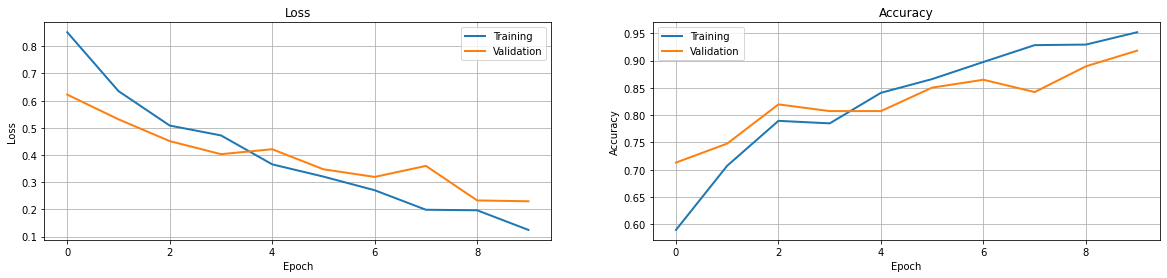 Loss
Training
Validation
Loss
0.8
0.7
0.6
0.5
0.4
0.3
0.2
0.1
0 2 4 6 8
Epoch
Accuracy
Training
Validation
Accuracy
0.95
0.90
0.85
0.80
0.75
0.70
0.65
0.60
0 2 4 6 8
Epoch